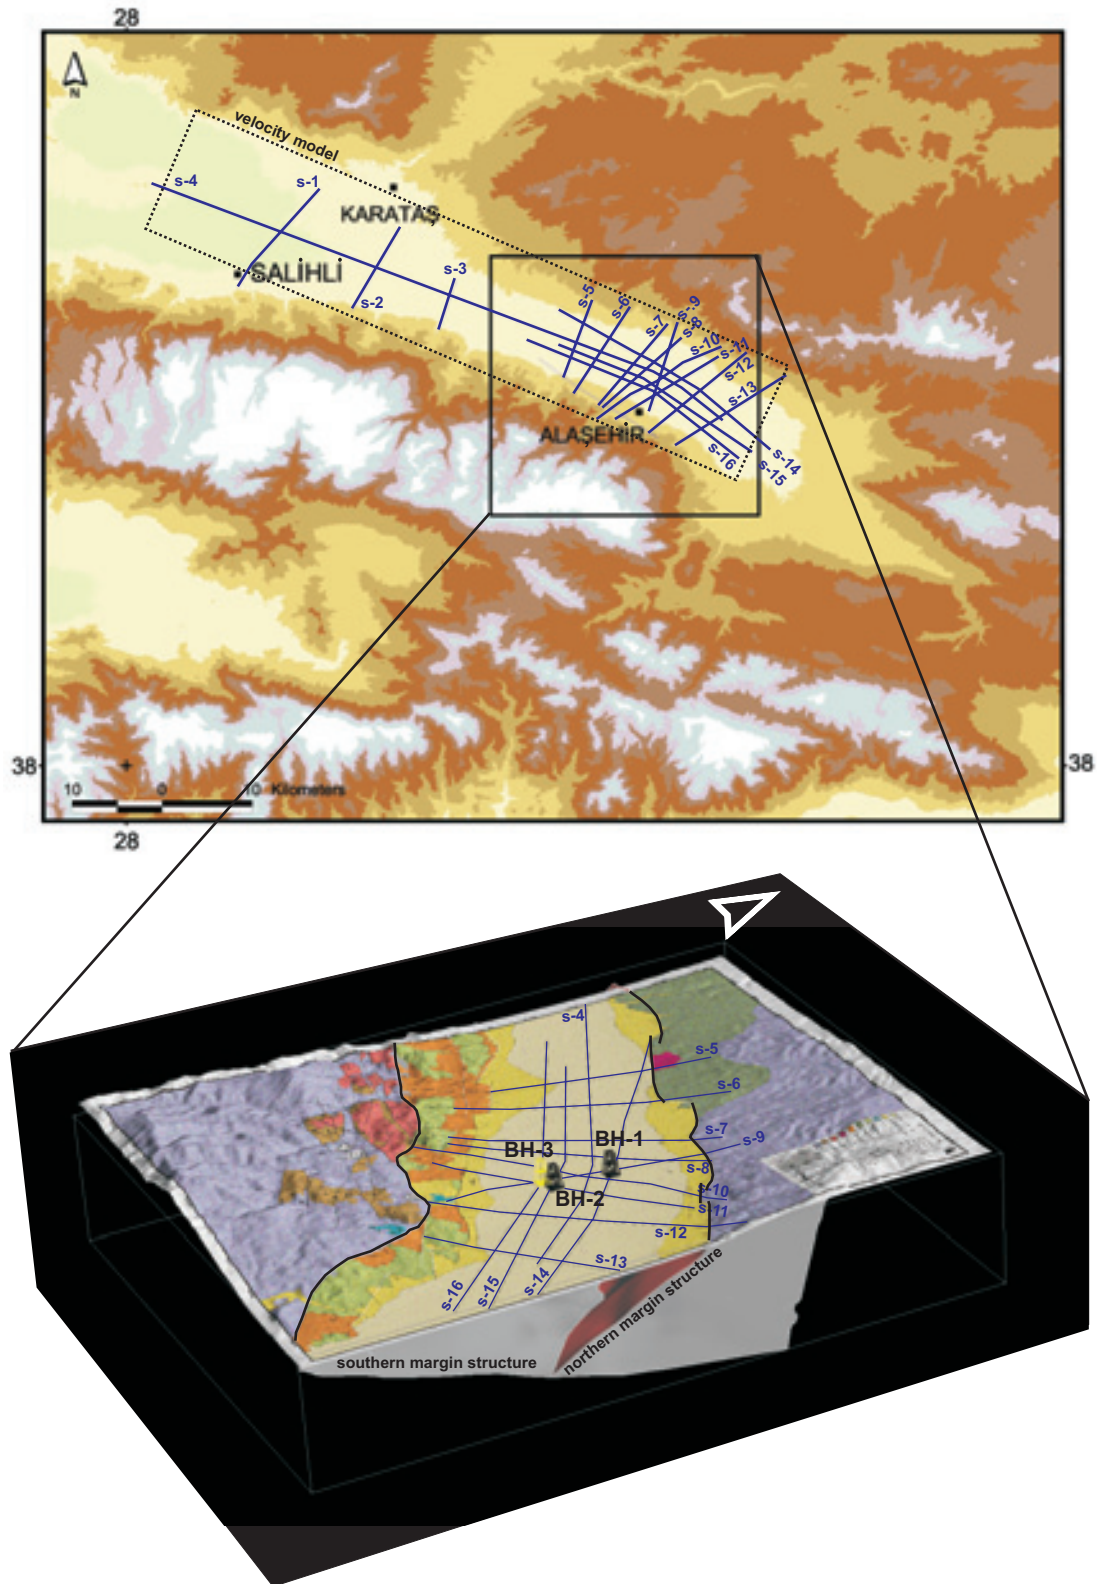 28
N
velocity model
s-4
s-1
KARATAŞ
SALİHLİ
s-3
s-2
s-5
s-6
s-7
s-9
s-8
s-10
s-11
s-12
s-13
ALAŞEHİR
s-16
s-14
s-15
38
38
10 0 10 Kilometers
28
s-4
s-5
s-6
s-7
s-9
BH-1
BH-3
s-8
BH-2
s-10
s-11
s-12
s-13
s-16
s-15
s-14
northern margin structure
southern margin structure